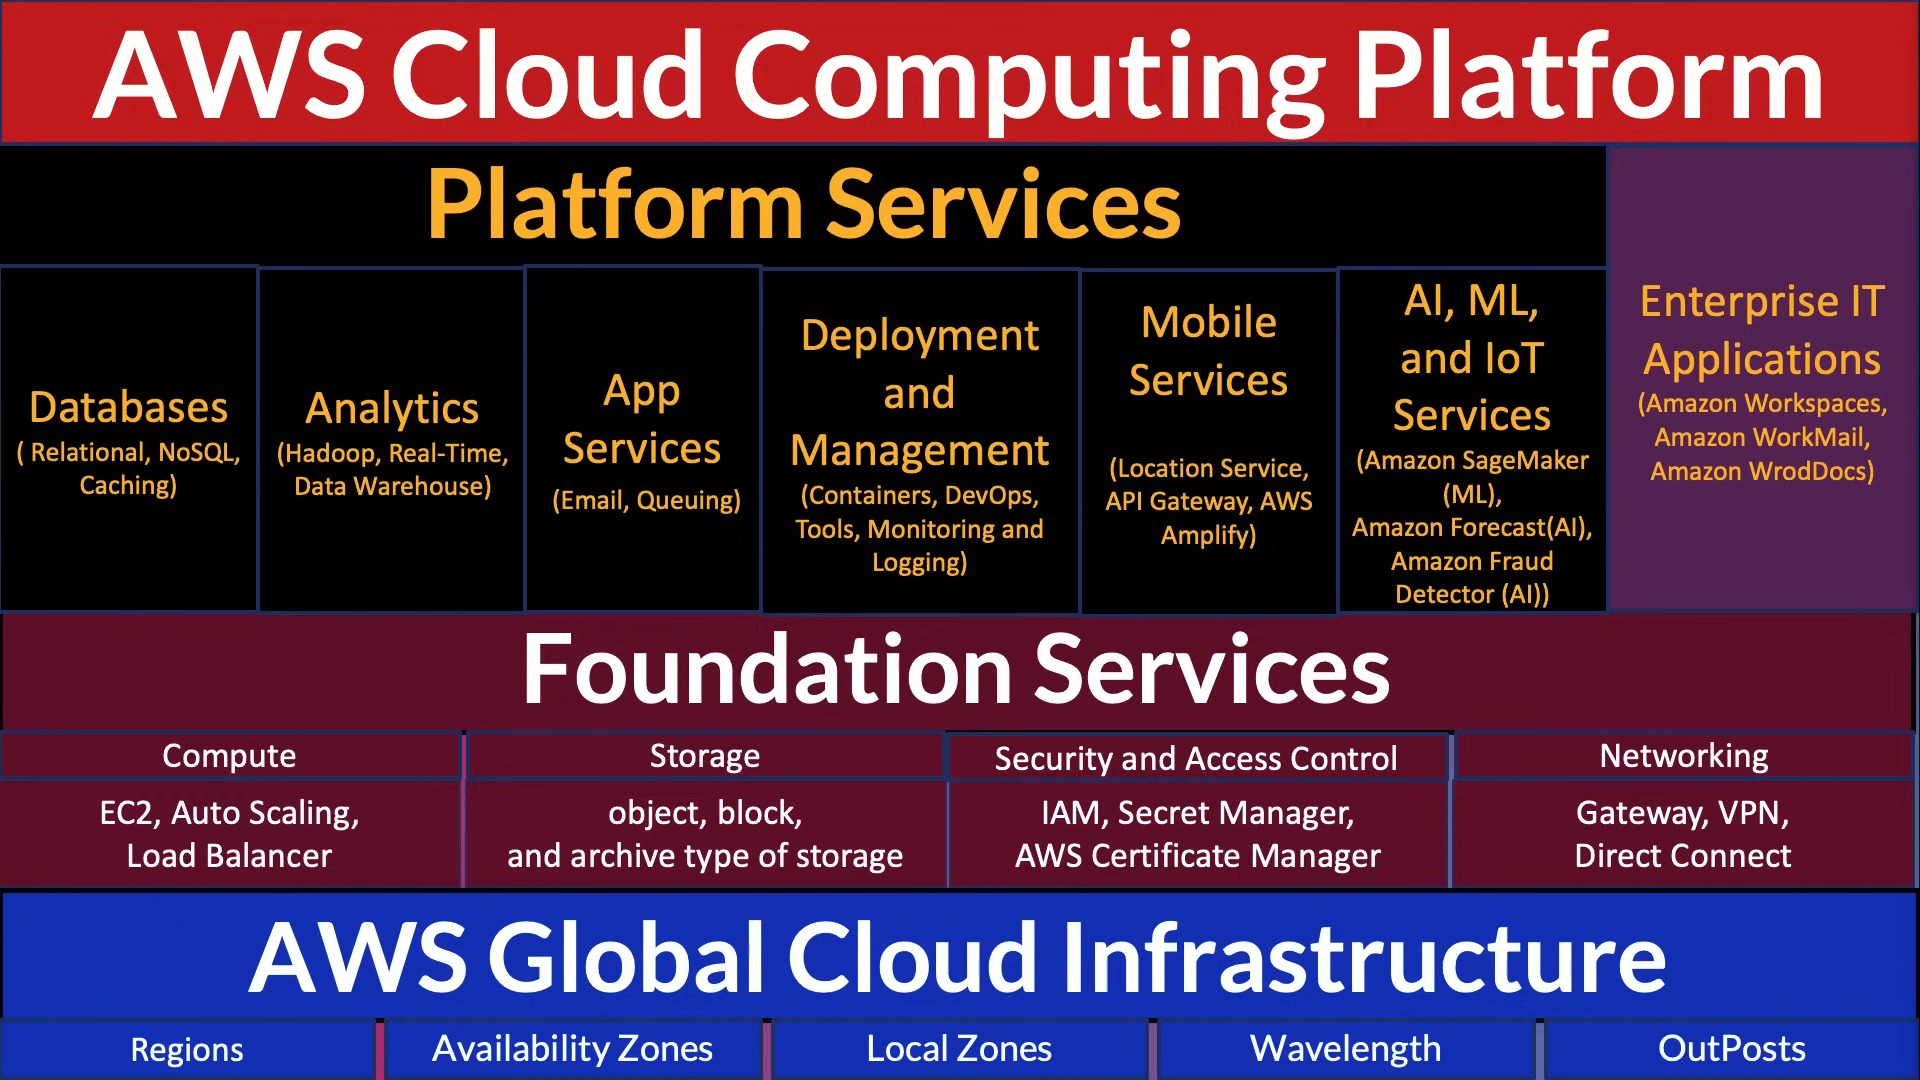 AWS Cloud Computing Platform
Platform Services
Databases
( Relational, NoSQL,
Caching)
Analytics
(Hadoop, Real-Time,
Data Warehouse)
App
Services
(Email, Queuing)
Deployment
and
Management
(Containers, DevOps,
Tools, Monitoring and
Logging)
Mobile
Services
(Location Service,
API Gateway, AWS
Amplify)
AI, ML,
and IoT
Services
(Amazon SageMaker
(ML),
Amazon Forecast(AI),
Amazon Fraud
Detector (AI))
Enterprise IT
Applications
(Amazon Workspaces,
Amazon WorkMail,
Amazon WrodDocs)
Foundation Services
Compute
EC2, Auto Scaling,
Load Balancer
Storage
object, block,
and archive type of storage
Security and Access Control
IAM, Secret Manager,
AWS Certificate Manager
Networking
Gateway, VPN,
Direct Connect
AWS Global Cloud Infrastructure
Regions
Availability Zones
Local Zones
Wavelength
OutPosts